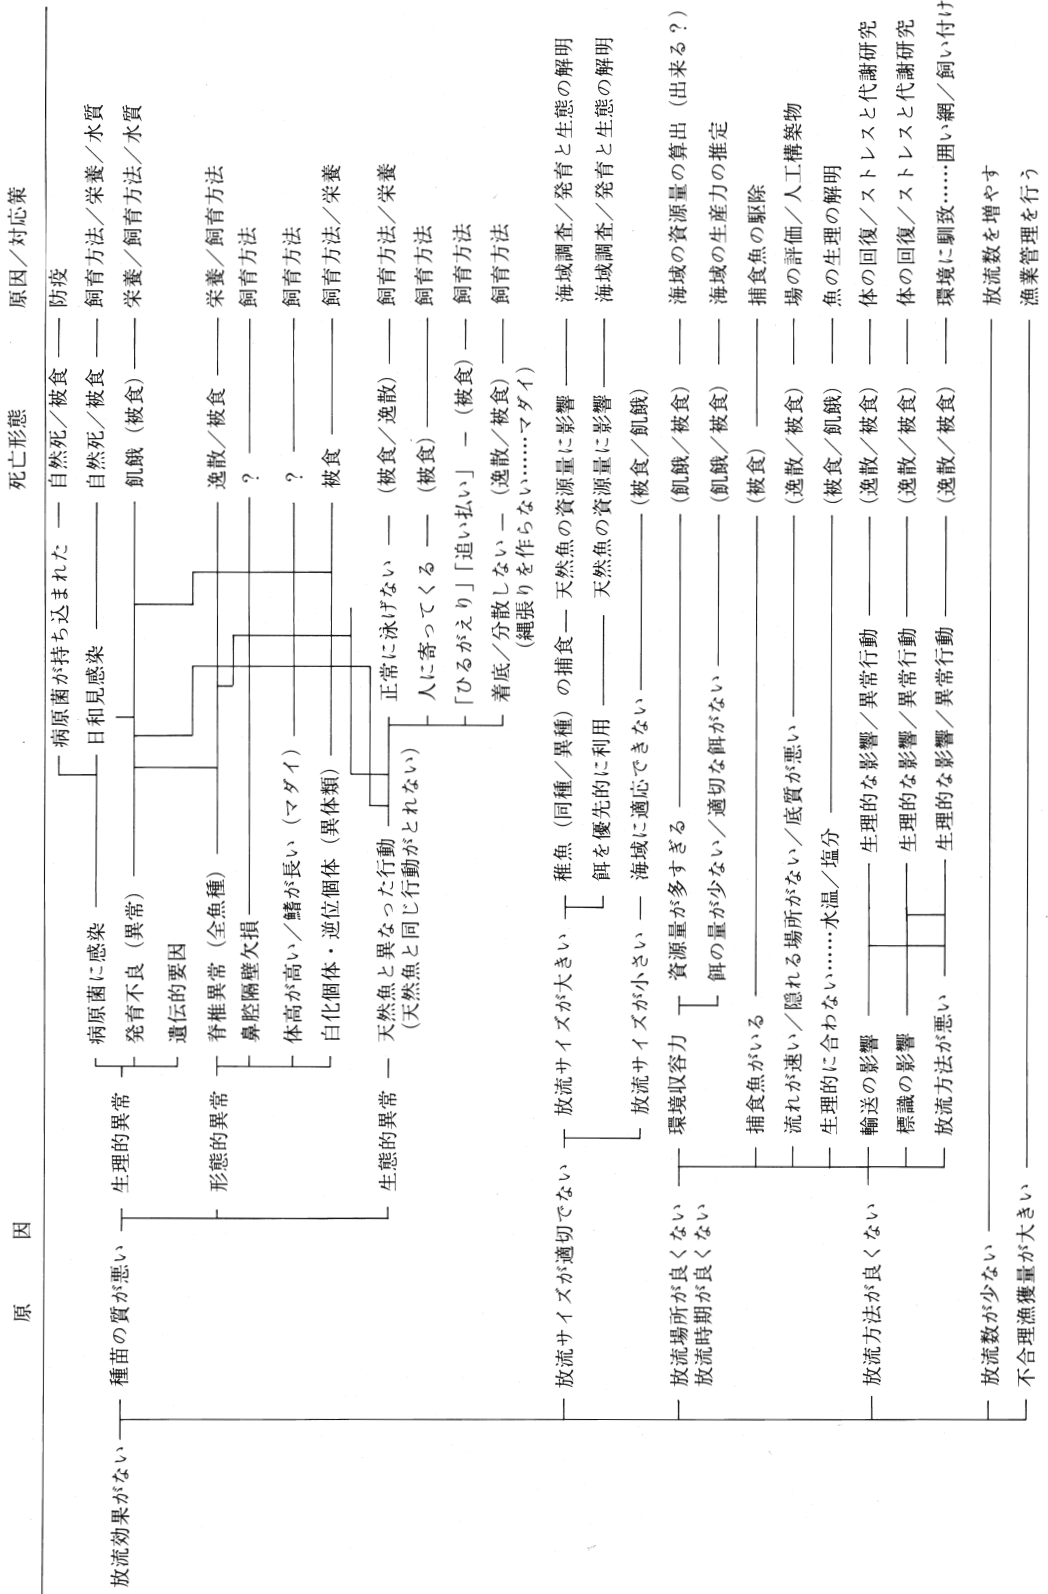 原　　因
死亡形態
原因／対応策
放流効果がない
種苗の質が悪い
生理的異常
病原菌に感染
病原菌が持ち込まれた
自然死／被食
防疫
日和見感染
自然死／被食
飼育方法／栄養／水質
発育不良（異常）
飢餓（被食）
栄養／飼育方法／水質
遺伝的要因
形態的異常
脊椎異常（全魚種）
逸散／被食
栄養／飼育方法
鼻腔隔壁欠損
？
飼育方法
体高が高い／鰭が長い（マダイ）
？
飼育方法
白化個体・逆位個体（異体類）
被食
飼育方法／栄養
生態的異常
天然魚と異なった行動
（天然魚と同じ行動がとれない）
正常に泳げない
（被食／逸散）
飼育方法／栄養
人に寄ってくる
（被食）
飼育方法
「ひるがえり」「追い払い」
（被食）
飼育方法
着底／分散しない
（逸散／被食）
飼育方法
（縄張りを作らない……マダイ）
放流サイズが適切でない
放流サイズが大きい
稚魚（同種／異種）の捕食
天然魚の資源量に影響
海域調査／発育と生態の解明
餌を優先的に利用
天然魚の資源量に影響
海域調査／発育と生態の解明
放流サイズが小さい
海域に適応できない
（被食／飢餓）
放流場所が良くない
放流時期が良くない
環境収容力
資源量が多すぎる
（飢餓／被食）
海域の資源量の算出（出来る？）
餌の量が少ない／適切な餌がない
（飢餓／被食）
海域の生産力の推定
捕食魚がいる
（被食）
捕食魚の駆除
流れが速い／隠れる場所がない／底質が悪い
（逸散／被食）
場の評価／人工構築物
生理的に合わない……水温／塩分
（被食／飢餓）
魚の生理の解明
放流方法が良くない
輸送の影響
生理的な影響／異常行動
（逸散／被食）
体の回復／ストレスと代謝研究
標識の影響
生理的な影響／異常行動
（逸散／被食）
体の回復／ストレスと代謝研究
放流方法が悪い
生理的な影響／異常行動
（逸散／被食）
環境に馴致……囲い網／飼い付け
放流数が少ない
放流数を増やす
不合理漁獲量が大きい
漁業管理を行う